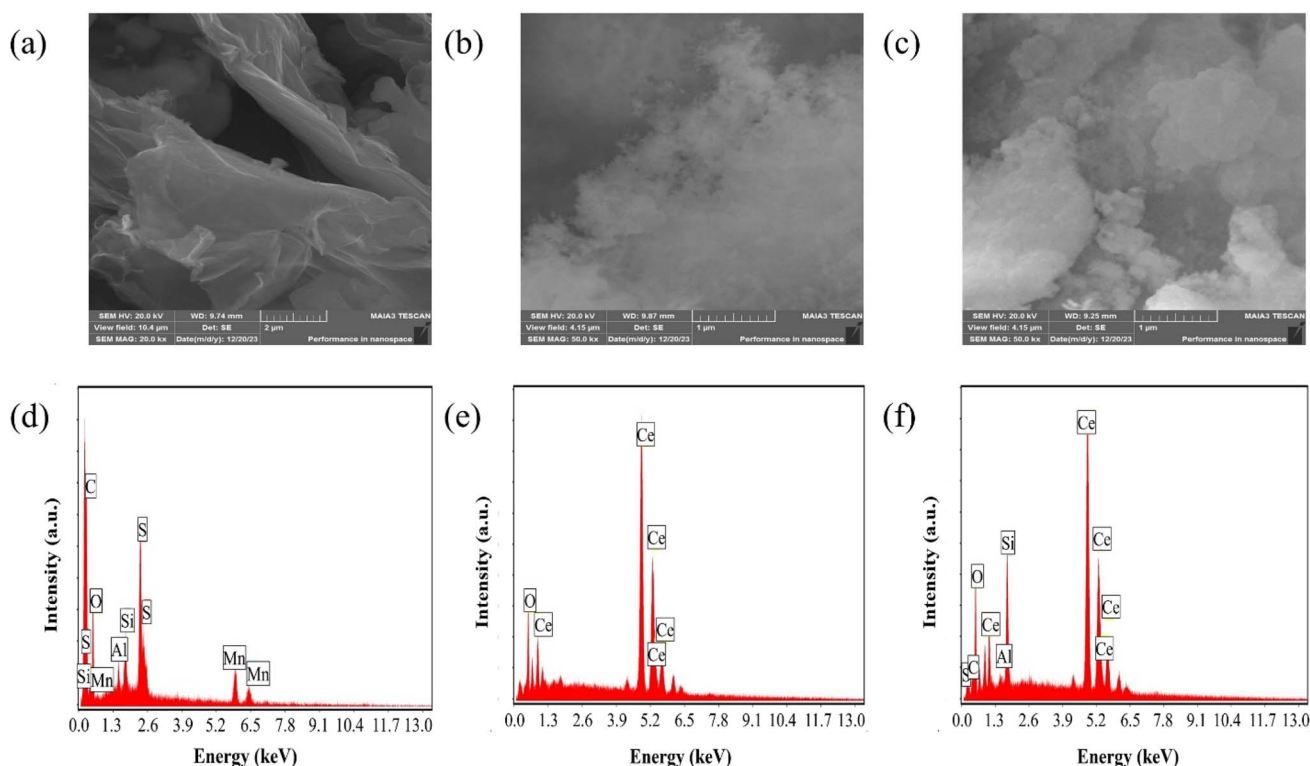 (a)
SEM HV: 20.0 kV WD: 9.74 mm MAIA3 TESCAN
View field: 10.4 µm Det: SE 2 µm
SEM MAG: 20.0 kx Date(m/d/y): 12/20/23 Performance in nanospace
(b)
SEM HV: 20.0 kV WD: 9.87 mm MAIA3 TESCAN
View field: 4.15 µm Det: SE 1 µm
SEM MAG: 50.0 kx Date(m/d/y): 12/20/23 Performance in nanospace
(c)
SEM HV: 20.0 kV WD: 9.25 mm MAIA3 TESCAN
View field: 4.15 µm Det: SE 1 µm
SEM MAG: 50.0 kx Date(m/d/y): 12/20/23 Performance in nanospace
(d)
Intensity (a.u.)
C
S
O
Si
S
S
Al
Si
Mn
Mn
Mn
0.0 1.3 2.6 3.9 5.2 6.5 7.8 9.1 10.4 11.7 13.0
Energy (keV)
(e)
Intensity (a.u.)
Ce
Ce
O
Ce
Ce
Ce
0.0 1.3 2.6 3.9 5.2 6.5 7.8 9.1 10.4 11.7 13.0
Energy (keV)
(f)
Intensity (a.u.)
Ce
Si
Ce
O
Ce
Ce
Al
Ce
C
S
0.0 1.3 2.6 3.9 5.2 6.5 7.8 9.1 10.4 11.7 13.0
Energy (keV)